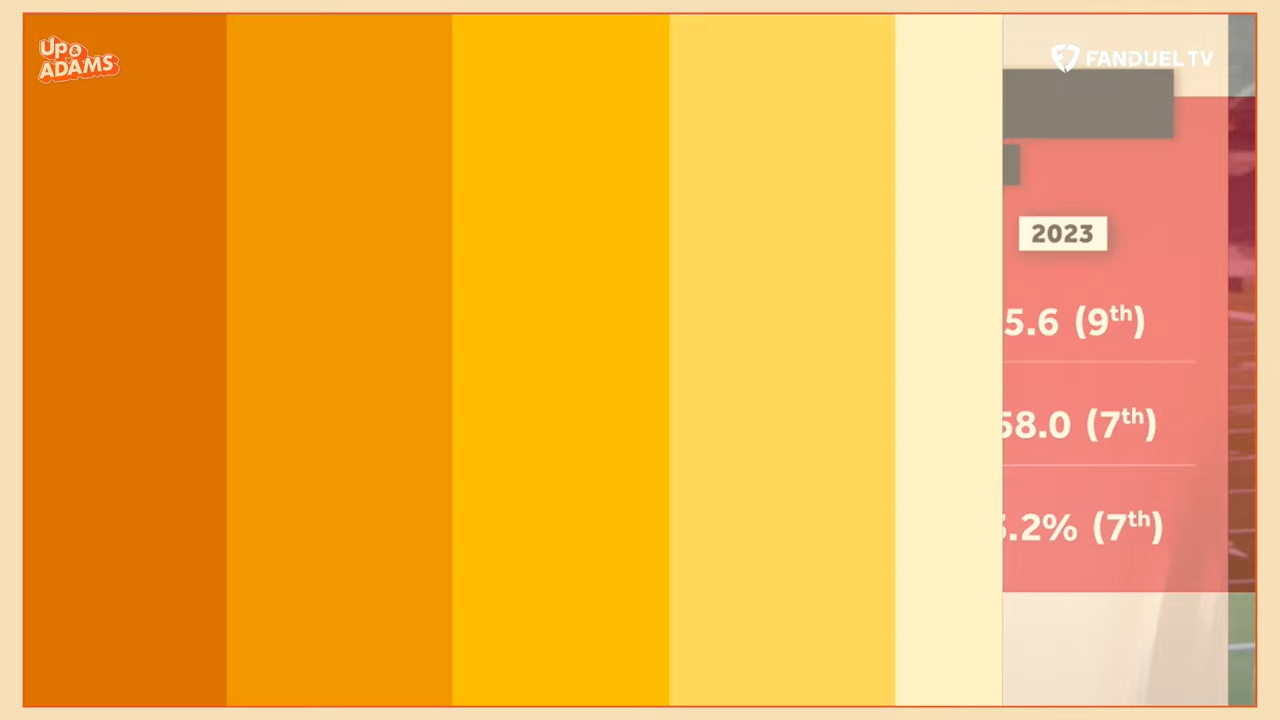 Up &
ADAMS
FANDUEL TV
2023
5.6 (9th)
58.0 (7th)
.2% (7th)